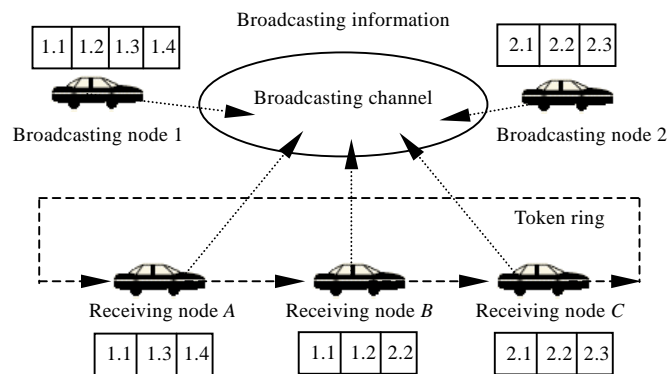 Broadcasting information
1.1 1.2 1.3 1.4
2.1 2.2 2.3
Broadcasting channel
Broadcasting node 1
Broadcasting node 2
Token ring
Receiving node A
Receiving node B
Receiving node C
1.1 1.3 1.4
1.1 1.2 2.2
2.1 2.2 2.3